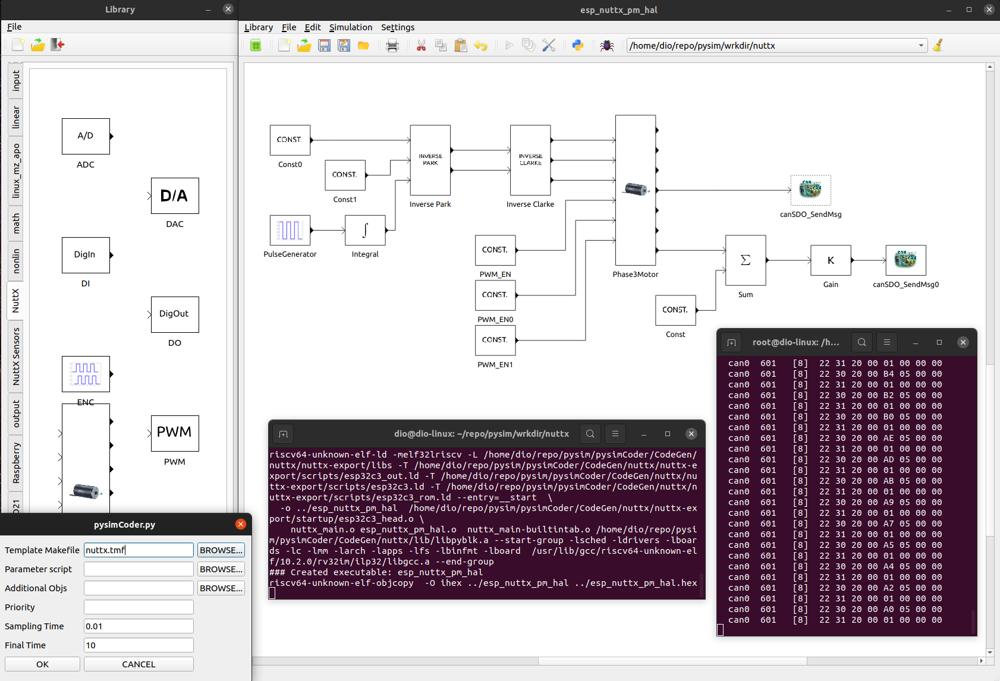 Library
File
input
linear
linux_mz_apo
math
nonlin
NuttX
NuttX Sensors
output
Raspberry
D21
A/D
ADC
D/A
DAC
DigIn
DI
DigOut
DO
ENC
PWM
PWM
esp_nuttx_pm_hal
Library File Edit Simulation Settings
/home/dio/repo/pysim/wrkdir/nuttx
CONST.
Const0
CONST.
Const1
PulseGenerator
∫
Integral
INVERSE
PARK
Inverse Park
INVERSE
CLARKE
Inverse Clarke
CONST.
PWM_EN
CONST.
PWM_EN0
CONST.
PWM_EN1
Phase3Motor
CAN
CAN
canSDO_SendMsg
CONST.
Const
Σ
Sum
K
Gain
CAN
canSDO_SendMsg0
dio@dio-linux: ~/repo/pysim/wrkdir/nuttx
riscv64-unknown-elf-ld -melf32lriscv -L /home/dio/repo/pysim/pysimCoder/CodeGen/
nuttx/nuttx-export/libs -T /home/dio/repo/pysim/pysimCoder/CodeGen/nuttx/nuttx-e
xport/scripts/esp32c3_out.ld -T /home/dio/repo/pysim/pysimCoder/CodeGen/nuttx/nu
ttx-export/scripts/esp32c3.ld -T /home/dio/repo/pysim/pysimCoder/CodeGen/nuttx/n
uttx-export/scripts/esp32c3_rom.ld --entry=__start  \
-o ../esp_nuttx_pm_hal  /home/dio/repo/pysim/pysimCoder/CodeGen/nuttx/nuttx-ex
port/startup/esp32c3_head.o \
nuttx_main.o esp_nuttx_pm_hal.o  nuttx_main-builtintab.o /home/dio/repo/pysi
m/pysimCoder/CodeGen/nuttx/lib/libpyblk.a --start-group -lsched -ldrivers -lboar
ds -lc -lmm -larch -lapps -lfs -lbinfmt -lboard  /usr/lib/gcc/riscv64-unknown-el
f/10.2.0/rv32im/ilp32/libgcc.a --end-group
### Created executable: esp_nuttx_pm_hal
riscv64-unknown-elf-objcopy  -O ihex ../esp_nuttx_pm_hal ../esp_nuttx_pm_hal.hex
root@dio-linux: /h...
can0  601   [8]  22 31 20 00 01 00 00 00
can0  601   [8]  22 30 20 00 B4 05 00 00
can0  601   [8]  22 31 20 00 01 00 00 00
can0  601   [8]  22 30 20 00 B2 05 00 00
can0  601   [8]  22 31 20 00 01 00 00 00
can0  601   [8]  22 30 20 00 B0 05 00 00
can0  601   [8]  22 31 20 00 01 00 00 00
can0  601   [8]  22 30 20 00 AE 05 00 00
can0  601   [8]  22 31 20 00 01 00 00 00
can0  601   [8]  22 30 20 00 AD 05 00 00
can0  601   [8]  22 31 20 00 01 00 00 00
can0  601   [8]  22 30 20 00 AB 05 00 00
can0  601   [8]  22 31 20 00 01 00 00 00
can0  601   [8]  22 30 20 00 A9 05 00 00
can0  601   [8]  22 31 20 00 01 00 00 00
can0  601   [8]  22 30 20 00 A7 05 00 00
can0  601   [8]  22 31 20 00 01 00 00 00
can0  601   [8]  22 30 20 00 A5 05 00 00
can0  601   [8]  22 31 20 00 01 00 00 00
can0  601   [8]  22 30 20 00 A4 05 00 00
can0  601   [8]  22 31 20 00 01 00 00 00
can0  601   [8]  22 30 20 00 A2 05 00 00
can0  601   [8]  22 31 20 00 01 00 00 00
can0  601   [8]  22 30 20 00 A0 05 00 00
can0  601   [8]  22 31 20 00 01 00 00 00
pysimCoder.py
Template Makefile nuttx.tmf BROWSE...
Parameter script BROWSE...
Additional Objs BROWSE...
Priority
Sampling Time 0.01
Final Time 10
OK CANCEL